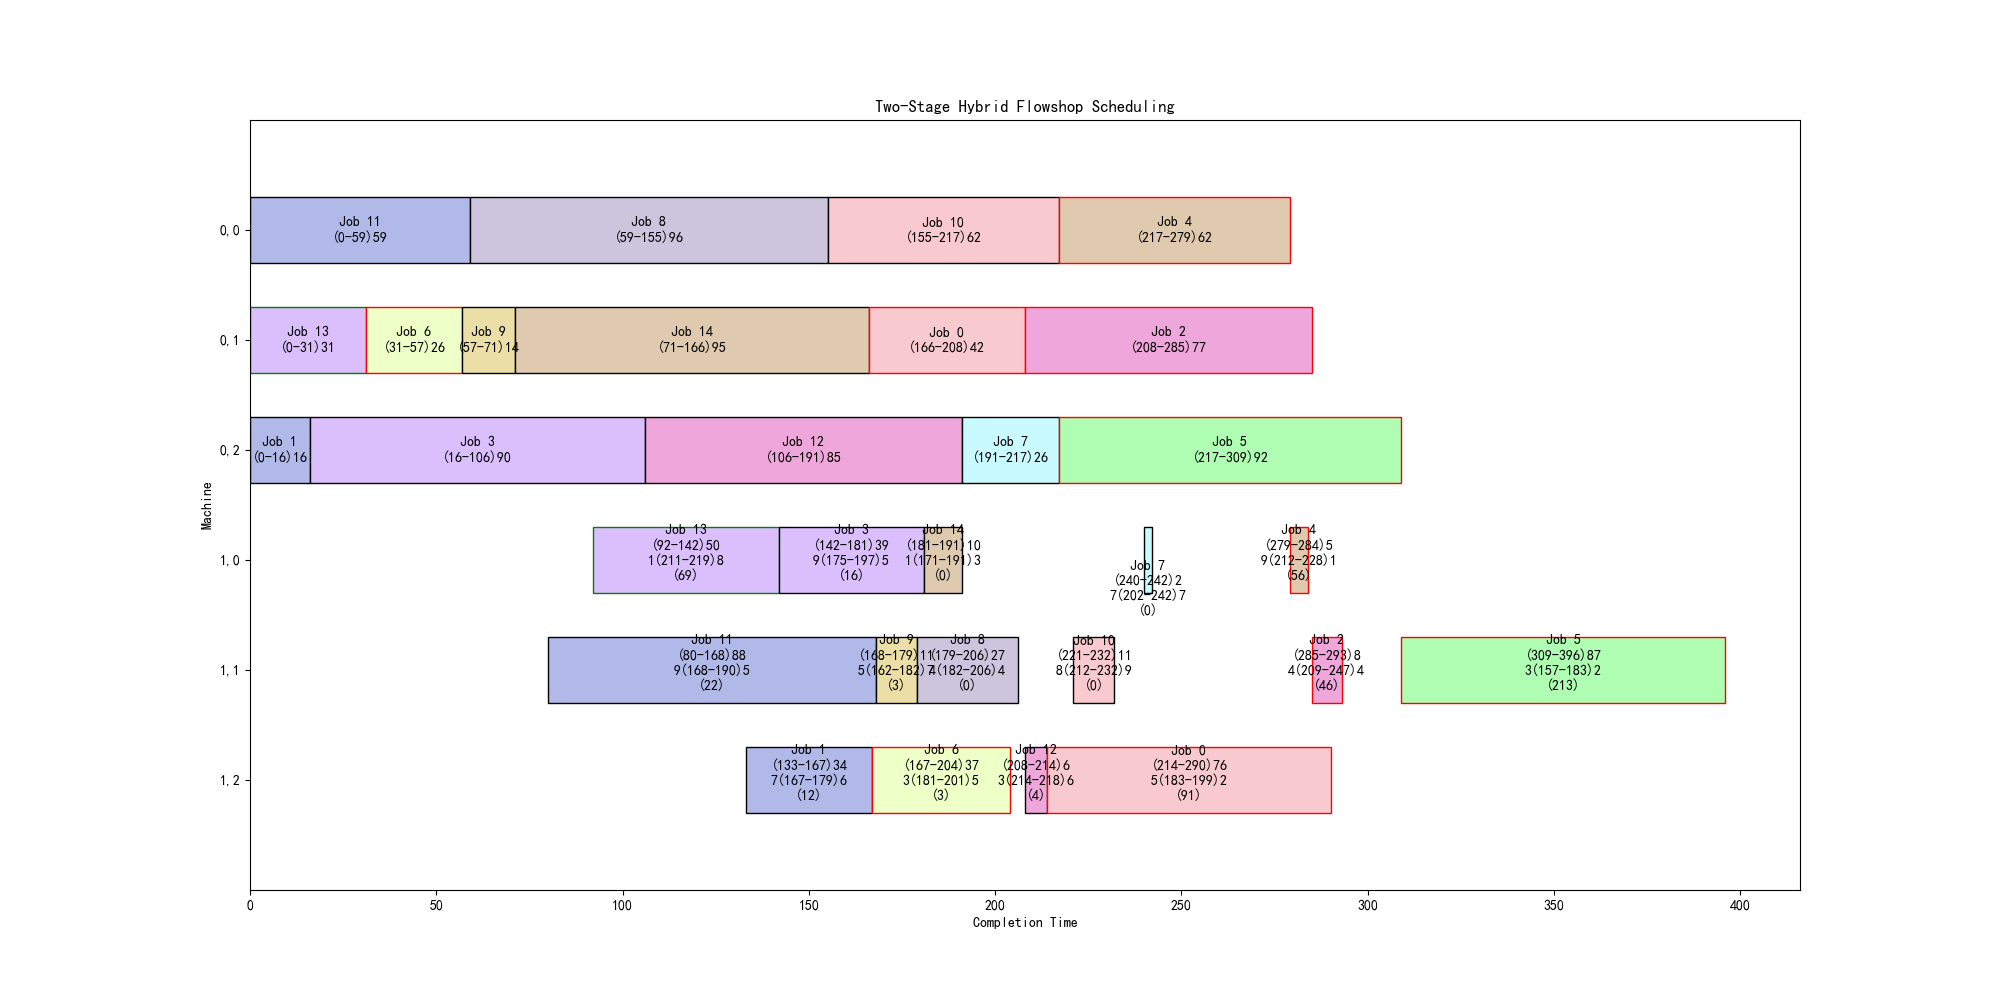 Two-Stage Hybrid Flowshop Scheduling
Machine
0,0
Job 11
(0-59)59
Job 8
(59-155)96
Job 10
(155-217)62
Job 4
(217-279)62
0,1
Job 13
(0-31)31
Job 6
(31-57)26
Job 9
(57-71)14
Job 14
(71-166)95
Job 0
(166-208)42
Job 2
(208-285)77
0,2
Job 1
(0-16)16
Job 3
(16-106)90
Job 12
(106-191)85
Job 7
(191-217)26
Job 5
(217-309)92
1,0
Job 13
(92-142)50
1(211-219)8
(69)
Job 3
(142-181)39
9(175-197)5
(16)
Job 14
(181-191)10
1(171-191)3
(0)
Job 7
(240-242)2
7(202-242)7
(0)
Job 4
(279-284)5
9(212-228)1
(56)
1,1
Job 11
(80-168)88
9(168-190)5
(22)
Job 9
(168-179)11
5(162-182)7
(3)
Job 8
(179-206)27
4(182-206)4
(0)
Job 10
(221-232)11
8(212-232)9
(0)
Job 2
(285-293)8
4(209-247)4
(46)
Job 5
(309-396)87
3(157-183)2
(213)
1,2
Job 1
(133-167)34
7(167-179)6
(12)
Job 6
(167-204)37
3(181-201)5
(3)
Job 12
(208-214)6
3(214-218)6
(4)
Job 0
(214-290)76
5(183-199)2
(91)
0
50
100
150
200
250
300
350
400
Completion Time